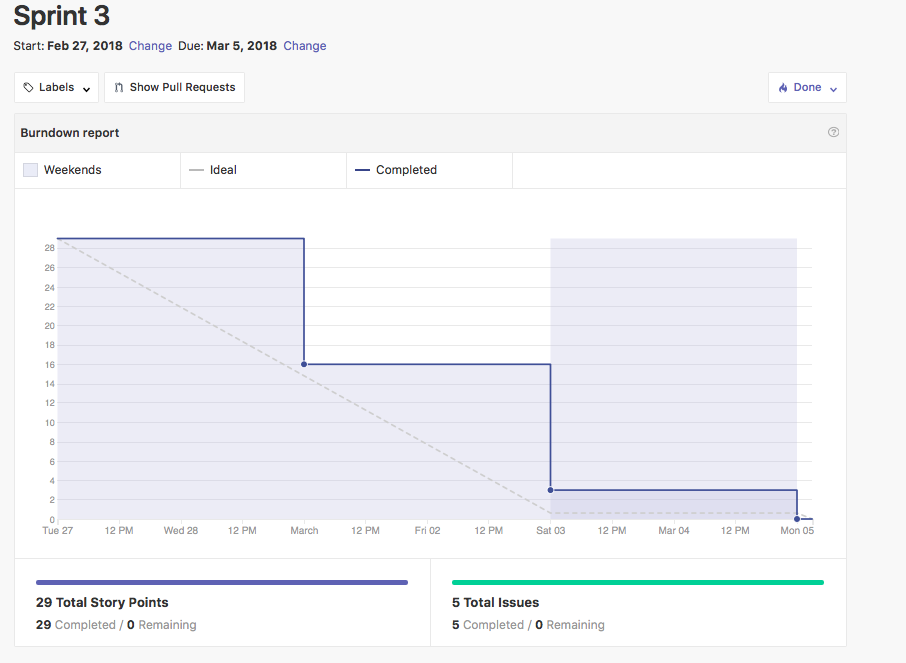 Sprint 3
Start: Feb 27, 2018 Change Due: Mar 5, 2018 Change
Labels Show Pull Requests Done
Burndown report
Weekends Ideal Completed
28
26
24
22
20
18
16
14
12
10
8
6
4
2
0
Tue 27 12 PM Wed 28 12 PM March 12 PM Fri 02 12 PM Sat 03 12 PM Mar 04 12 PM Mon 05
29 Total Story Points
29 Completed / 0 Remaining
5 Total Issues
5 Completed / 0 Remaining